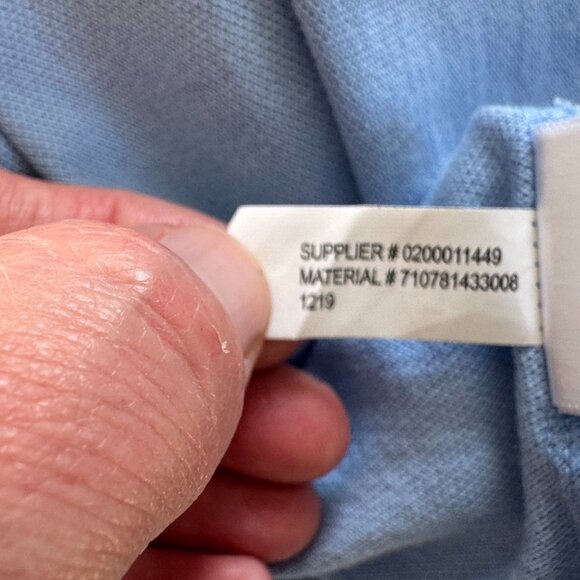 SUPPLIER # 0200011449
MATERIAL # 710781433008
1219